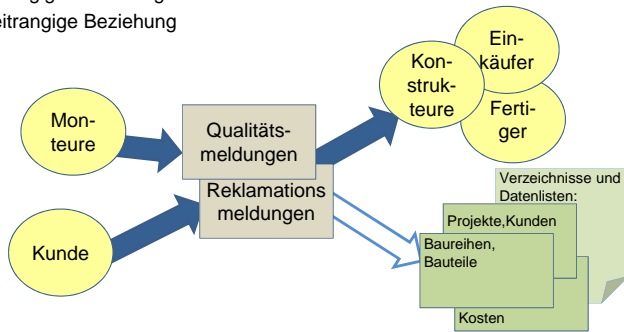 eitrangige Beziehung
Ein-
käufer
Kon-
struk-
teure
Ferti-
ger
Mon-
teure
Qualitäts-
meldungen
Reklamations
meldungen
Kunde
Verzeichnisse und
Datenlisten:
Projekte,Kunden
Baureihen,
Bauteile
Kosten